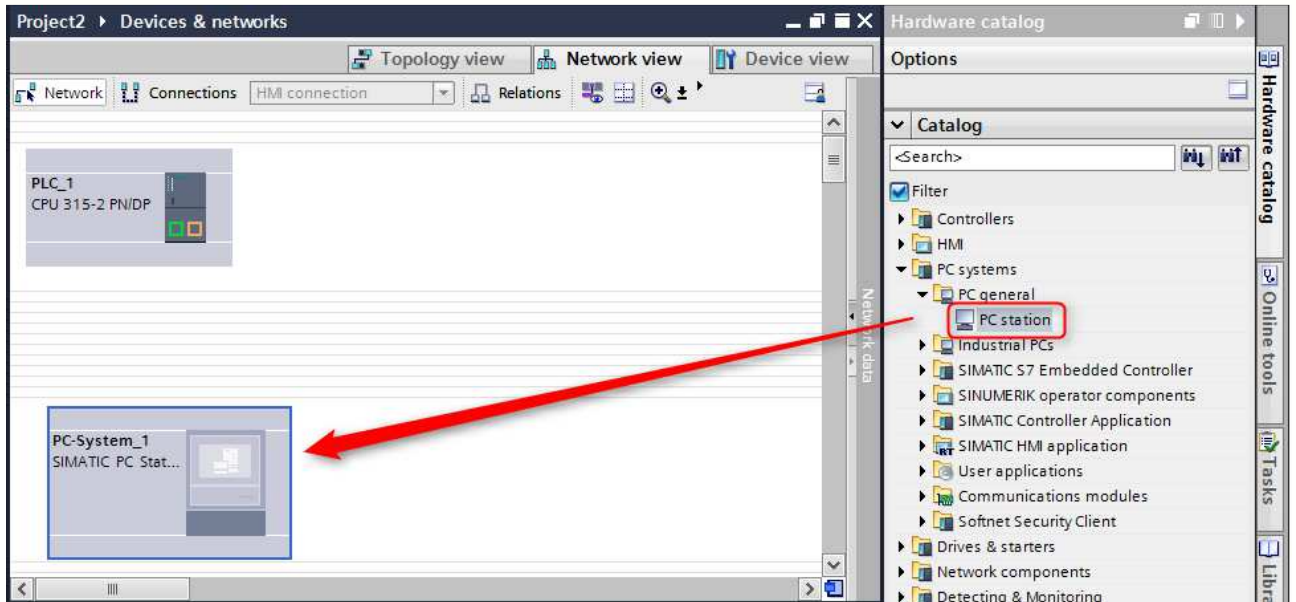 Project2 ▸ Devices & networks
Topology view Network view Device view
Network Connections HMI connection Relations
PLC_1
CPU 315-2 PN/DP
PC-System_1
SIMATIC PC Stat...
Network data
Hardware catalog
Options
Catalog
<Search>
Filter
Controllers
HMI
PC systems
PC general
PC station
Industrial PCs
SIMATIC S7 Embedded Controller
SINUMERIK operator components
SIMATIC Controller Application
SIMATIC HMI application
User applications
Communications modules
Softnet Security Client
Drives & starters
Network components
Detecting & Monitoring
Hardware catalog
Online tools
Tasks
Libra